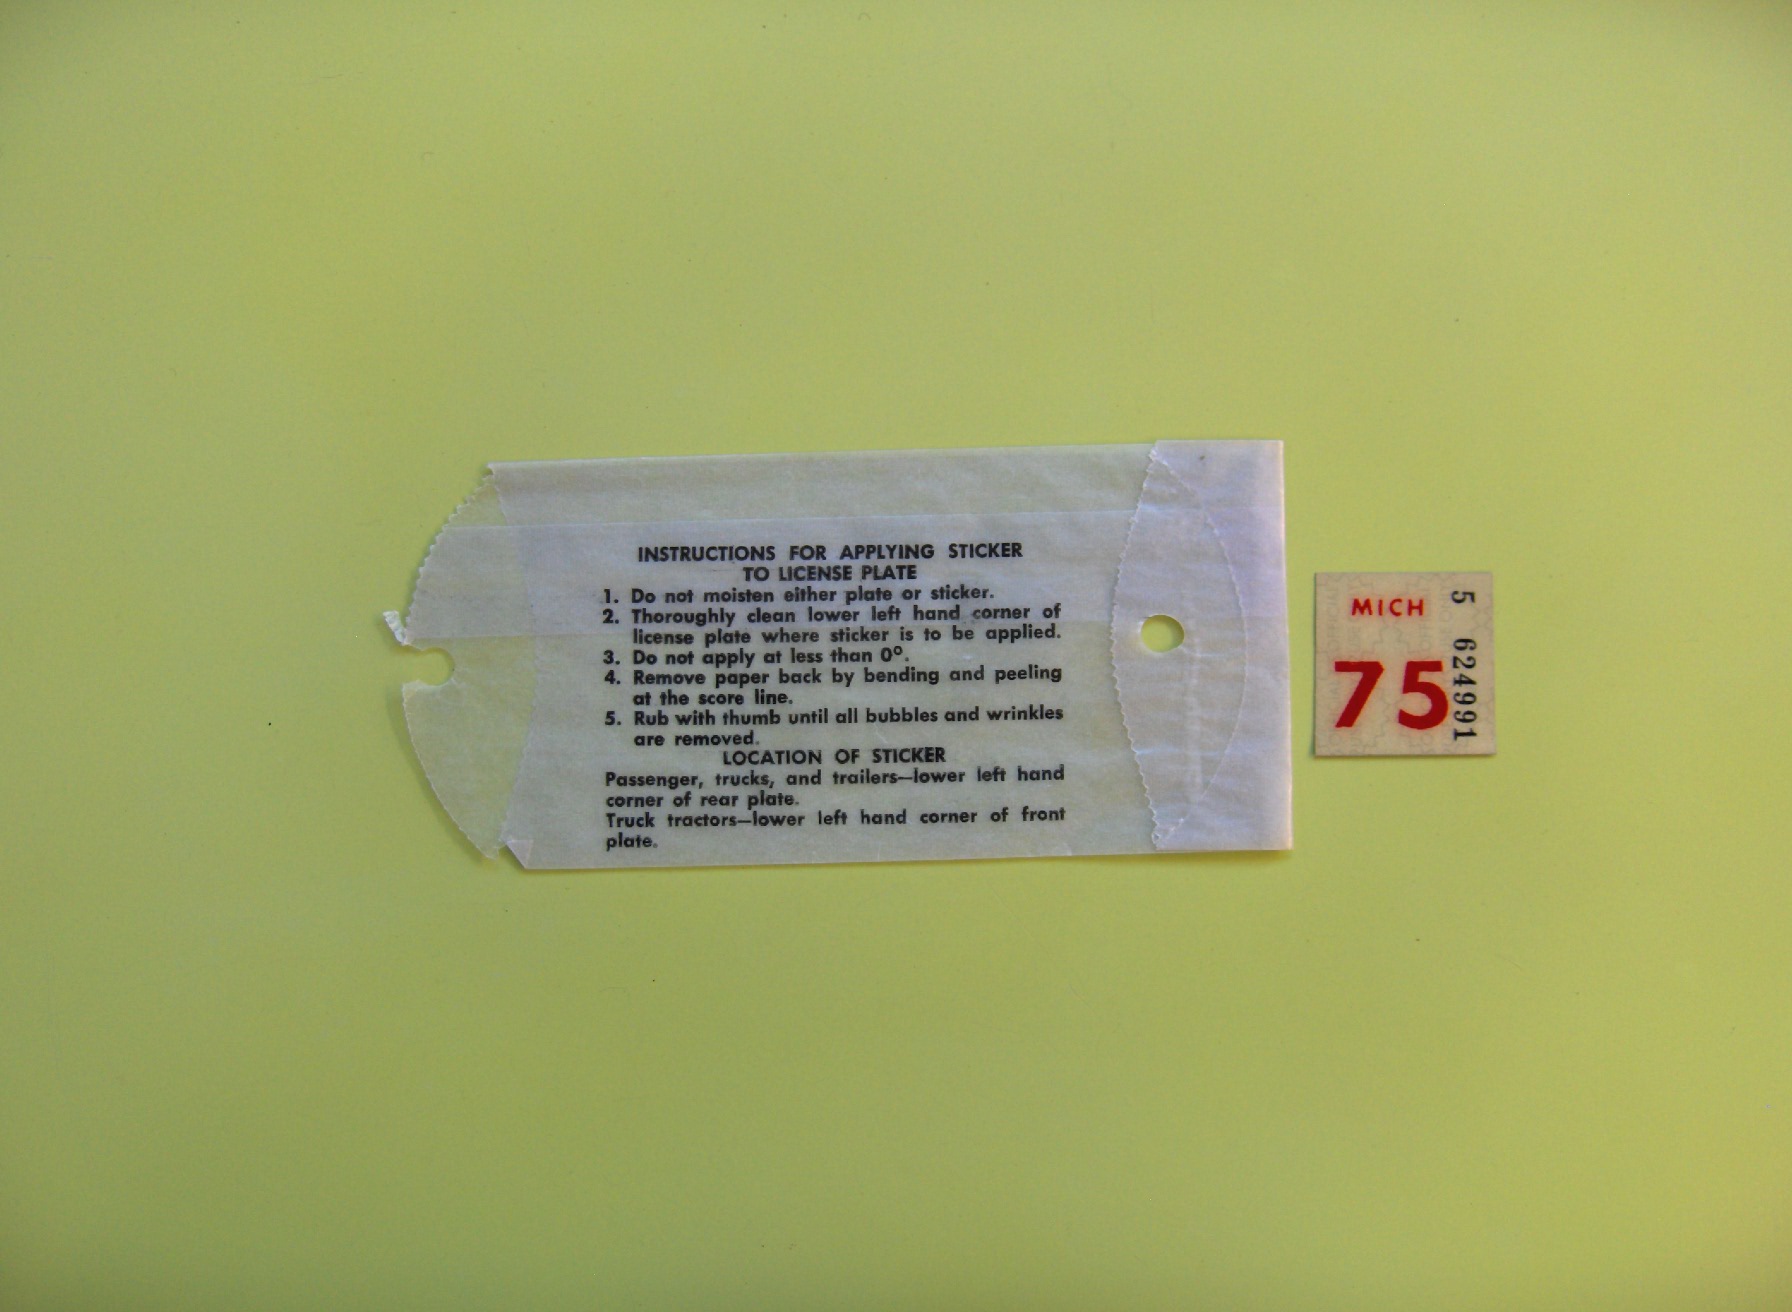 INSTRUCTIONS FOR APPLYING STICKER
TO LICENSE PLATE
1. Do not moisten either plate or sticker.
2. Thoroughly clean lower left hand corner of
license plate where sticker is to be applied.
3. Do not apply at less than 0°.
4. Remove paper back by bending and peeling
at the score line.
5. Rub with thumb until all bubbles and wrinkles
are removed.
LOCATION OF STICKER
Passenger, trucks, and trailers—lower left hand
corner of rear plate.
Truck tractors—lower left hand corner of front
plate.
MICH
75
5 624991